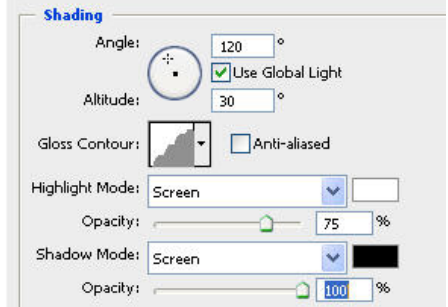 Shading
Angle: 120 °
Use Global Light
Altitude: 30 °
Gloss Contour: Anti-aliased
Highlight Mode: Screen
Opacity: 75 %
Shadow Mode: Screen
Opacity: 100 %